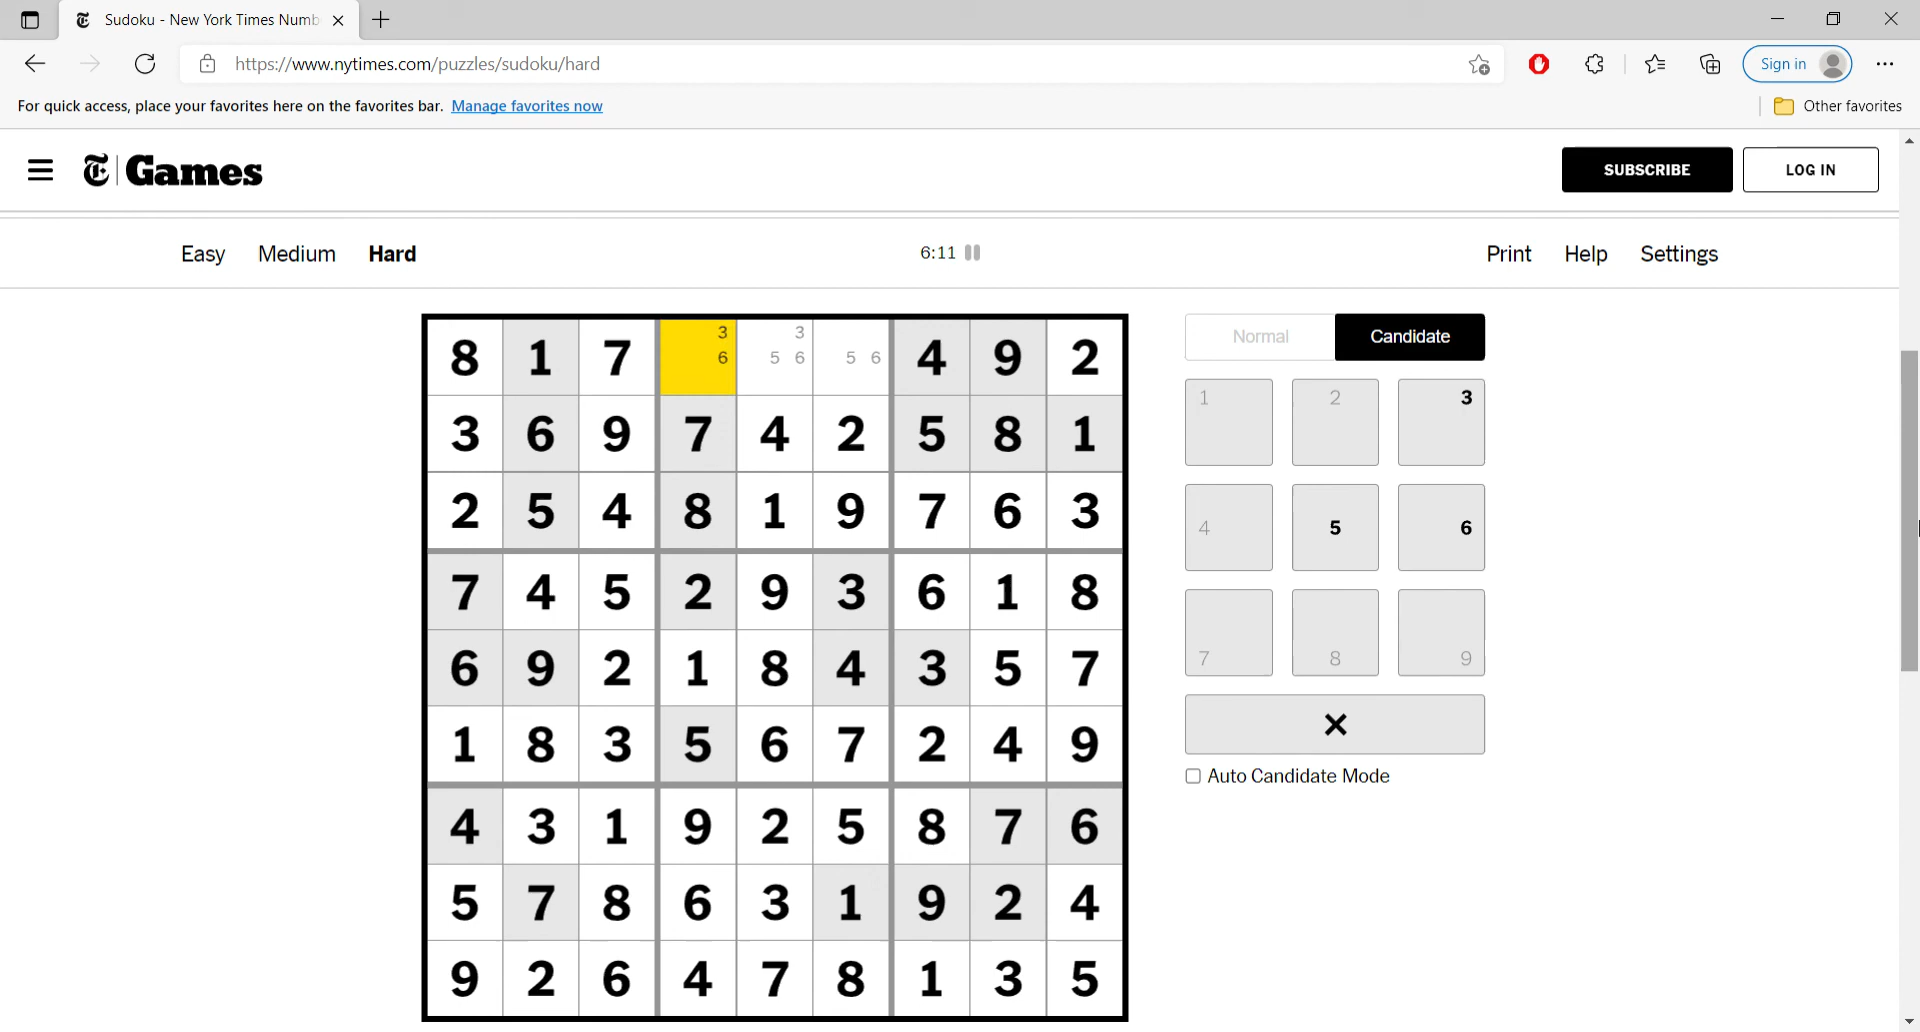 Sudoku - New York Times Numb
https://www.nytimes.com/puzzles/sudoku/hard
Sign in
For quick access, place your favorites here on the favorites bar. Manage favorites now
Other favorites
T Games
SUBSCRIBE
LOG IN
Easy Medium Hard
6:11
Print Help Settings
Normal Candidate
8 1 7 3 6 3 5 6 5 6 4 9 2
3 6 9 7 4 2 5 8 1
2 5 4 8 1 9 7 6 3
7 4 5 2 9 3 6 1 8
6 9 2 1 8 4 3 5 7
1 8 3 5 6 7 2 4 9
4 3 1 9 2 5 8 7 6
5 7 8 6 3 1 9 2 4
9 2 6 4 7 8 1 3 5
1 2 3
4 5 6
7 8 9
X
Auto Candidate Mode